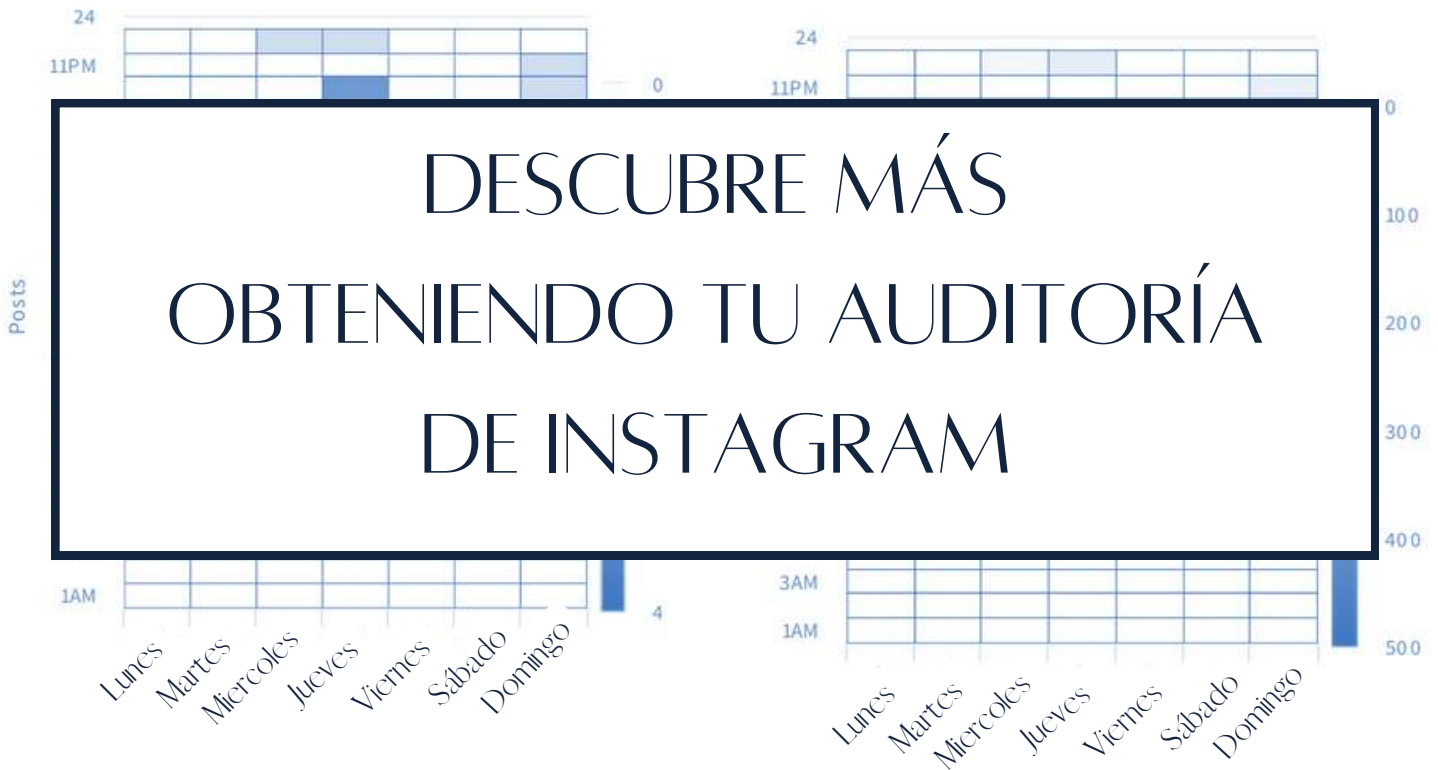 24
11PM
0
Posts
1AM
4
Lunes
Martes
Miercoles
Jueves
Viernes
Sábado
Domingo
DESCUBRE MÁS
OBTENIENDO TU AUDITORÍA
DE INSTAGRAM
24
11PM
0
100
200
300
400
500
3AM
1AM
Lunes
Martes
Miercoles
Jueves
Viernes
Sábado
Domingo